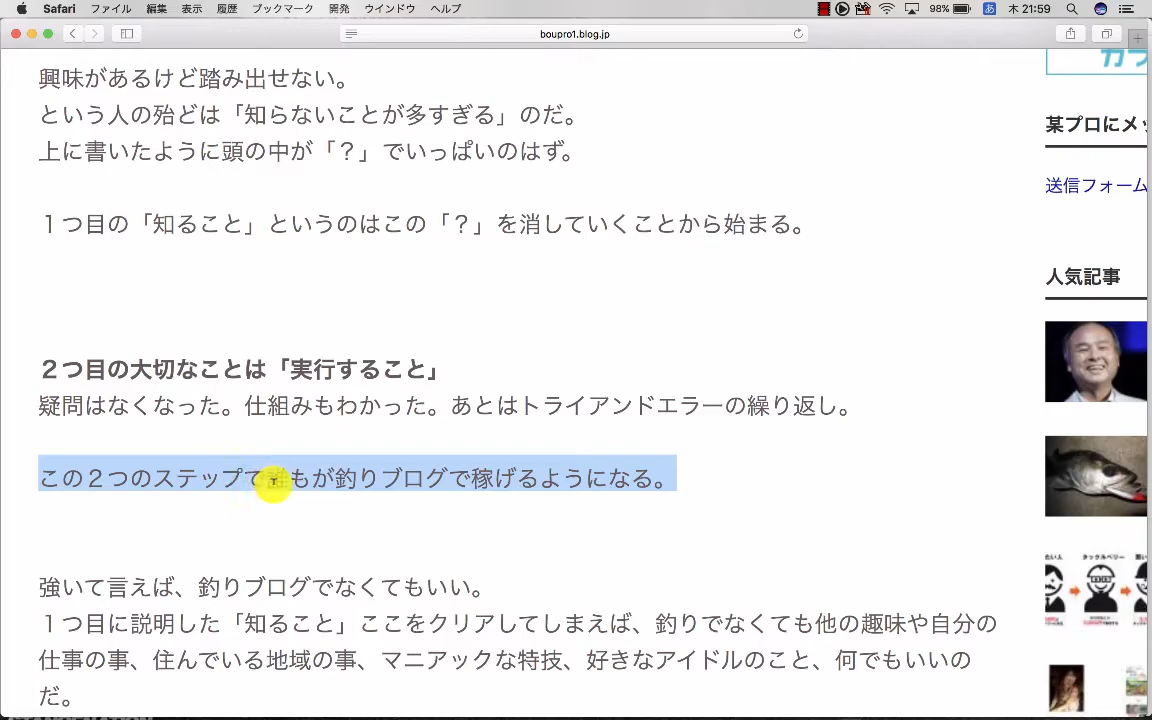 Safari ファイル 編集 表示 履歴 ブックマーク 開発 ウインドウ ヘルプ 98% あ 木 21:59
boupro1.blog.jp
興味があるけど踏み出せない。
という人の殆どは「知らないことが多すぎる」のだ。
上に書いたように頭の中が「？」でいっぱいのはず。
１つ目の「知ること」というのはこの「？」を消していくことから始まる。
２つ目の大切なことは「実行すること」
疑問はなくなった。仕組みもわかった。あとはトライアンドエラーの繰り返し。
この２つのステップで誰もが釣りブログで稼げるようになる。
強いて言えば、釣りブログでなくてもいい。
１つ目に説明した「知ること」ここをクリアしてしまえば、釣りでなくても他の趣味や自分の
仕事の事、住んでいる地域の事、マニアックな特技、好きなアイドルのこと、何でもいいの
だ。
某プロにメッ
送信フォーム
人気記事
タックルベリー